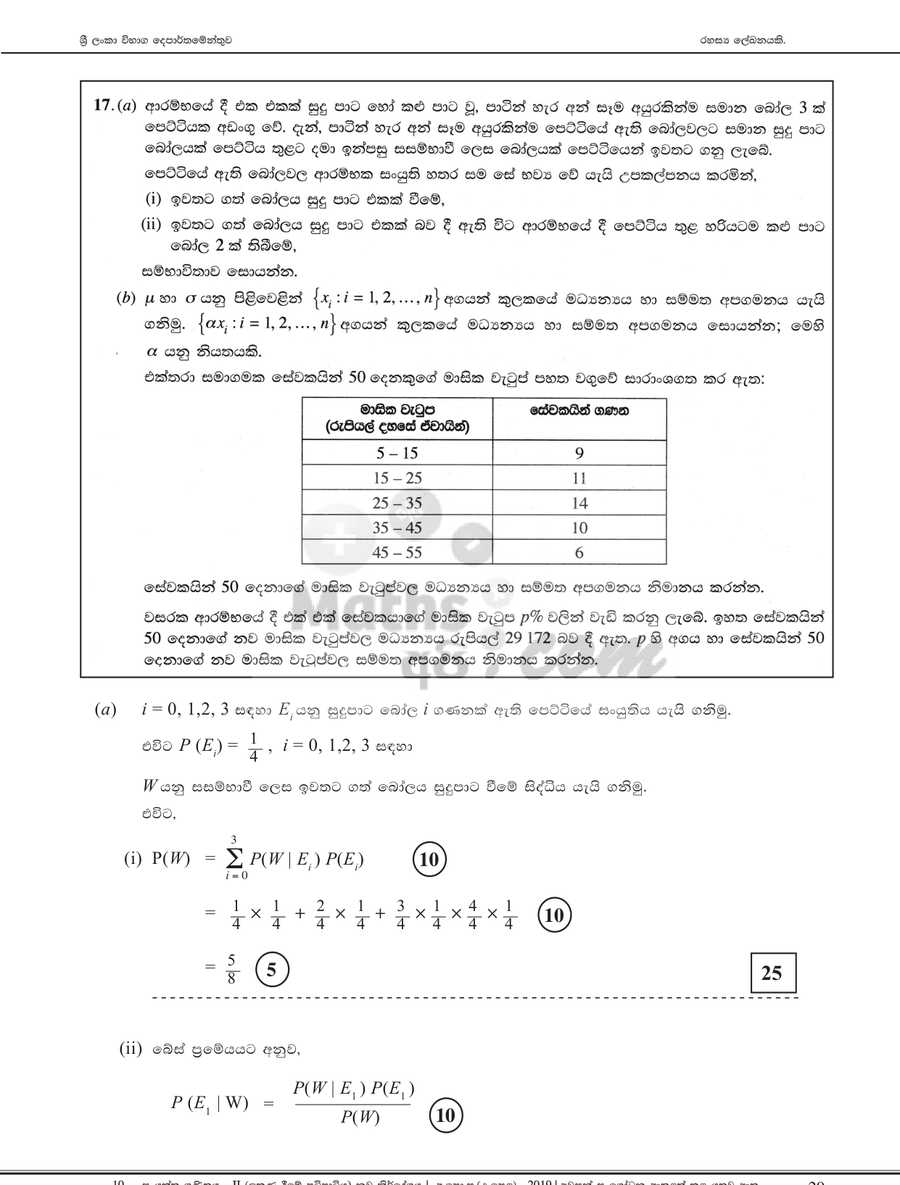 ශ්‍රී ලංකා විභාග දෙපාර්තමේන්තුව
රහස්‍ය ලේඛනයකි.
17. (a) ආරම්භයේ දී එක එකක් සුදු පාට හෝ කළු පාට වූ, පාටින් හැර අන් සෑම අයුරකින්ම සමාන බෝල 3 ක්
පෙට්ටියක අඩංගු වේ. දැන්, පාටින් හැර අන් සෑම අයුරකින්ම පෙට්ටියේ ඇති බෝලවලට සමාන සුදු පාට
බෝලයක් පෙට්ටිය තුළට දමා ඉන්පසු සසම්භාවී ලෙස බෝලයක් පෙට්ටියෙන් ඉවතට ගනු ලැබේ.
පෙට්ටියේ ඇති බෝලවල ආරම්භක සංයුති හතර සම සේ භව්‍ය වේ යැයි උපකල්පනය කරමින්,
(i) ඉවතට ගත් බෝලය සුදු පාට එකක් වීමේ,
(ii) ඉවතට ගත් බෝලය සුදු පාට එකක් බව දී ඇති විට ආරම්භයේ දී පෙට්ටිය තුළ හරියටම කළු පාට
බෝල 2 ක් තිබීමේ,
සම්භාවිතාව සොයන්න.
(b) μ හා σ යනු පිළිවෙළින් {xᵢ : i = 1, 2, …, n} අගයන් කුලකයේ මධ්‍යන්‍යය හා සම්මත අපගමනය යැයි
ගනිමු. {αxᵢ : i = 1, 2, …, n} අගයන් කුලකයේ මධ්‍යන්‍යය හා සම්මත අපගමනය සොයන්න; මෙහි
α යනු නියතයකි.
එක්තරා සමාගමක සේවකයින් 50 දෙනකුගේ මාසික වැටුප් පහත වගුවේ සාරාංශගත කර ඇත:
මාසික වැටුප සේවකයින් ගණන
(රුපියල් දහසේ ඒවායින්)
5 – 15 9
15 – 25 11
25 – 35 14
35 – 45 10
45 – 55 6
සේවකයින් 50 දෙනාගේ මාසික වැටුප්වල මධ්‍යන්‍යය හා සම්මත අපගමනය නිමානය කරන්න.
වසරක ආරම්භයේ දී එක් එක් සේවකයාගේ මාසික වැටුප p% වලින් වැඩි කරනු ලැබේ. ඉහත සේවකයින්
50 දෙනාගේ නව මාසික වැටුප්වල මධ්‍යන්‍යය රුපියල් 29 172 බව දී ඇත. p හි අගය හා සේවකයින් 50
දෙනාගේ නව මාසික වැටුප්වල සම්මත අපගමනය නිමානය කරන්න.
Maths
අපි .com
(a) i = 0, 1,2, 3 සඳහා Eᵢ යනු සුදුපාට බෝල i ගණනක් ඇති පෙට්ටියේ සංයුතිය යැයි ගනිමු.
එවිට P (Eᵢ) = 1/4 , i = 0, 1,2, 3 සඳහා
W යනු සසම්භාවී ලෙස ඉවතට ගත් බෝලය සුදුපාට වීමේ සිද්ධිය යැයි ගනිමු.
එවිට,
(i) P(W) = Σ³ᵢ₌₀ P(W | Eᵢ) P(Eᵢ) 10
= 1/4 × 1/4 + 2/4 × 1/4 + 3/4 × 1/4 × 4/4 × 1/4 10
= 5/8 5 25
(ii) බේස් ප්‍රමේයයට අනුව,
P (E₁ | W) = P(W | E₁) P(E₁) / P(W) 10